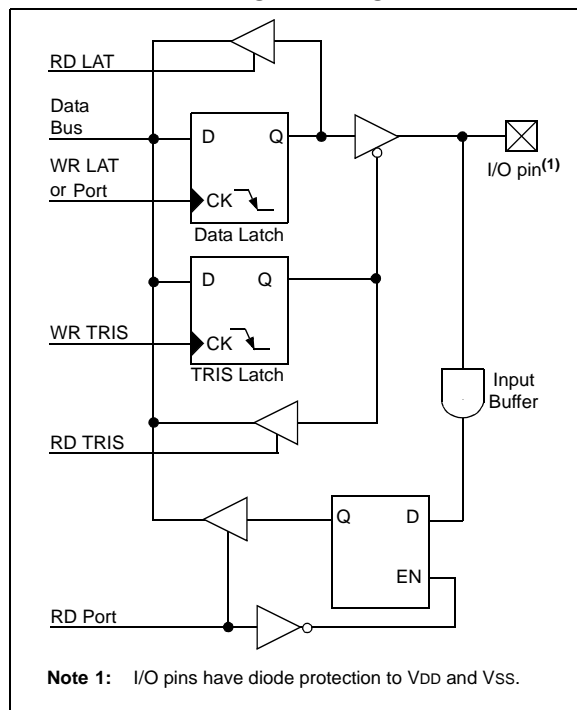 RD LAT
Data
Bus
D Q
WR LAT
or Port
CK
Data Latch
I/O pin(1)
D Q
WR TRIS
CK
TRIS Latch
Input
Buffer
RD TRIS
Q D
EN
RD Port
Note 1: I/O pins have diode protection to VDD and VSS.